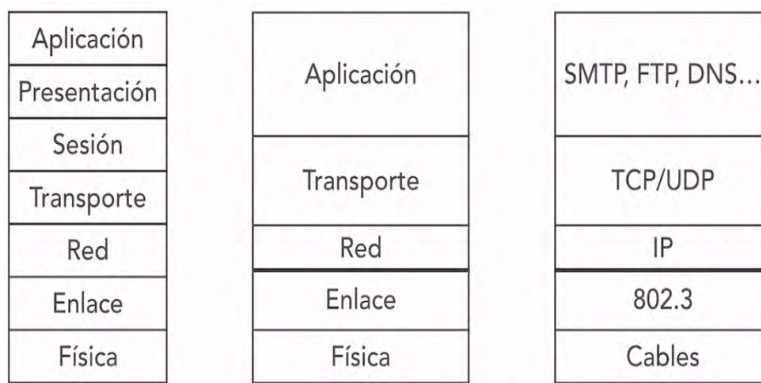 Aplicación
Presentación
Sesión
Transporte
Red
Enlace
Física
Aplicación
Transporte
Red
Enlace
Física
SMTP, FTP, DNS...
TCP/UDP
IP
802.3
Cables